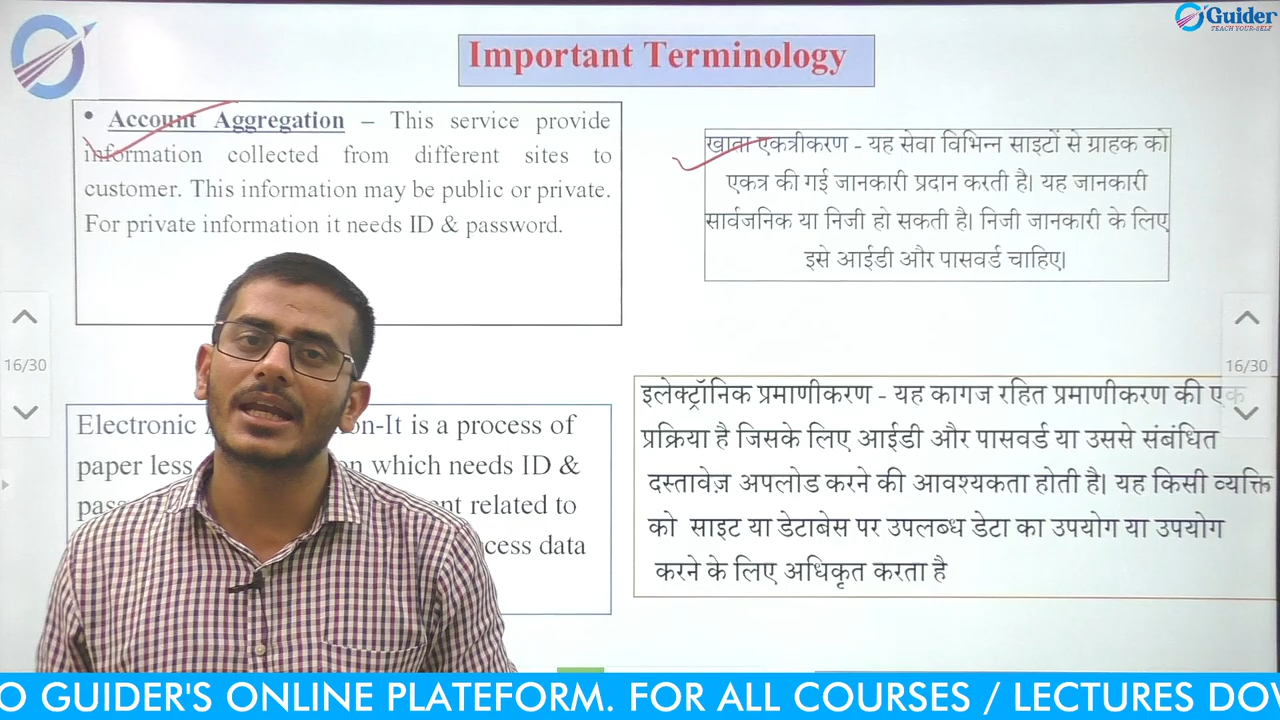 Guider
TEACH YOUR-SELF
Important Terminology
• Account Aggregation – This service provide
information collected from different sites to
customer. This information may be public or private.
For private information it needs ID & password.
खाता एकत्रीकरण - यह सेवा विभिन्न साइटों से ग्राहक को
एकत्र की गई जानकारी प्रदान करती है। यह जानकारी
सार्वजनिक या निजी हो सकती है। निजी जानकारी के लिए
इसे आईडी और पासवर्ड चाहिए।
16/30
16/30
Electronic on-It is a process of
paper less which needs ID &
related to
data
इलेक्ट्रॉनिक प्रमाणीकरण - यह कागज रहित प्रमाणीकरण की एक
प्रक्रिया है जिसके लिए आईडी और पासवर्ड या उससे संबंधित
दस्तावेज़ अपलोड करने की आवश्यकता होती है। यह किसी व्यक्ति
को साइट या डेटाबेस पर उपलब्ध डेटा का उपयोग या उपयोग
करने के लिए अधिकृत करता है
O GUIDER'S ONLINE PLATEFORM. FOR ALL COURSES / LECTURES DOW